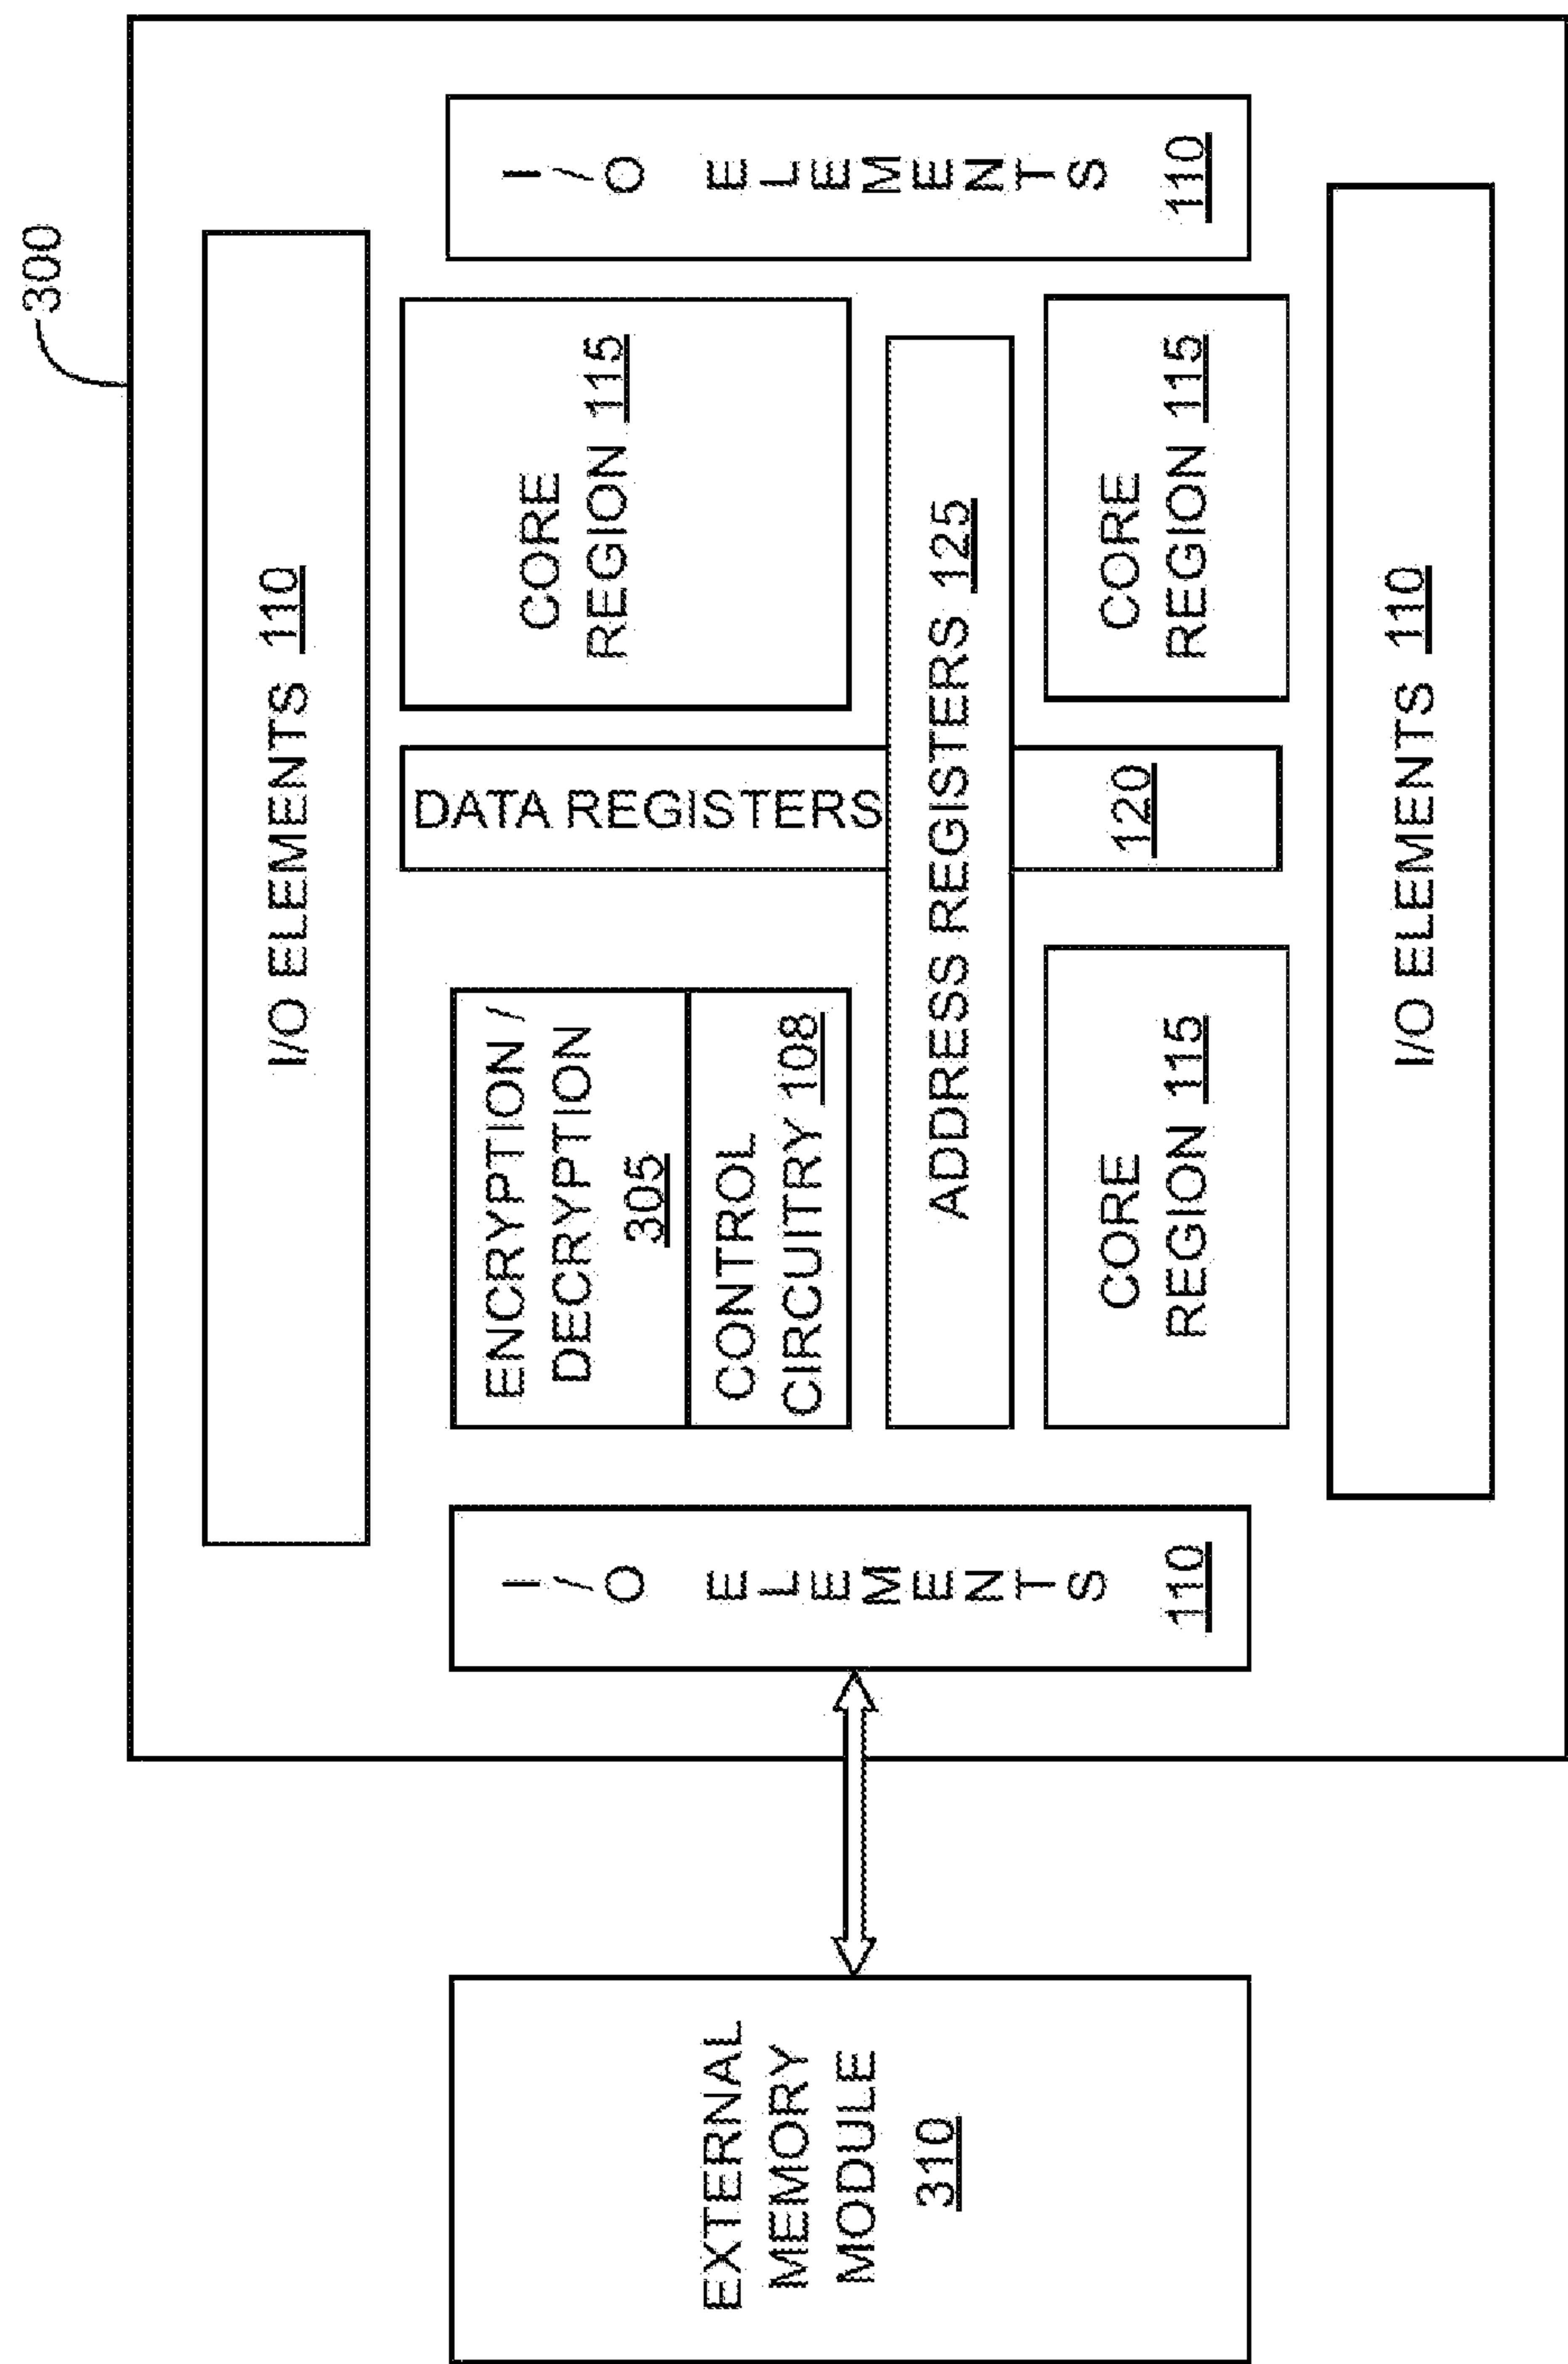 300
I/O ELEMENTS 110
I/O ELEMENTS 110
ENCRYPTION /
DECRYPTION
305
CONTROL
CIRCUITRY 108
DATA REGISTERS
120
CORE
REGION 115
I/O ELEMENTS 110
ADDRESS REGISTERS 125
CORE
REGION 115
CORE
REGION 115
I/O ELEMENTS 110
EXTERNAL
MEMORY
MODULE
310